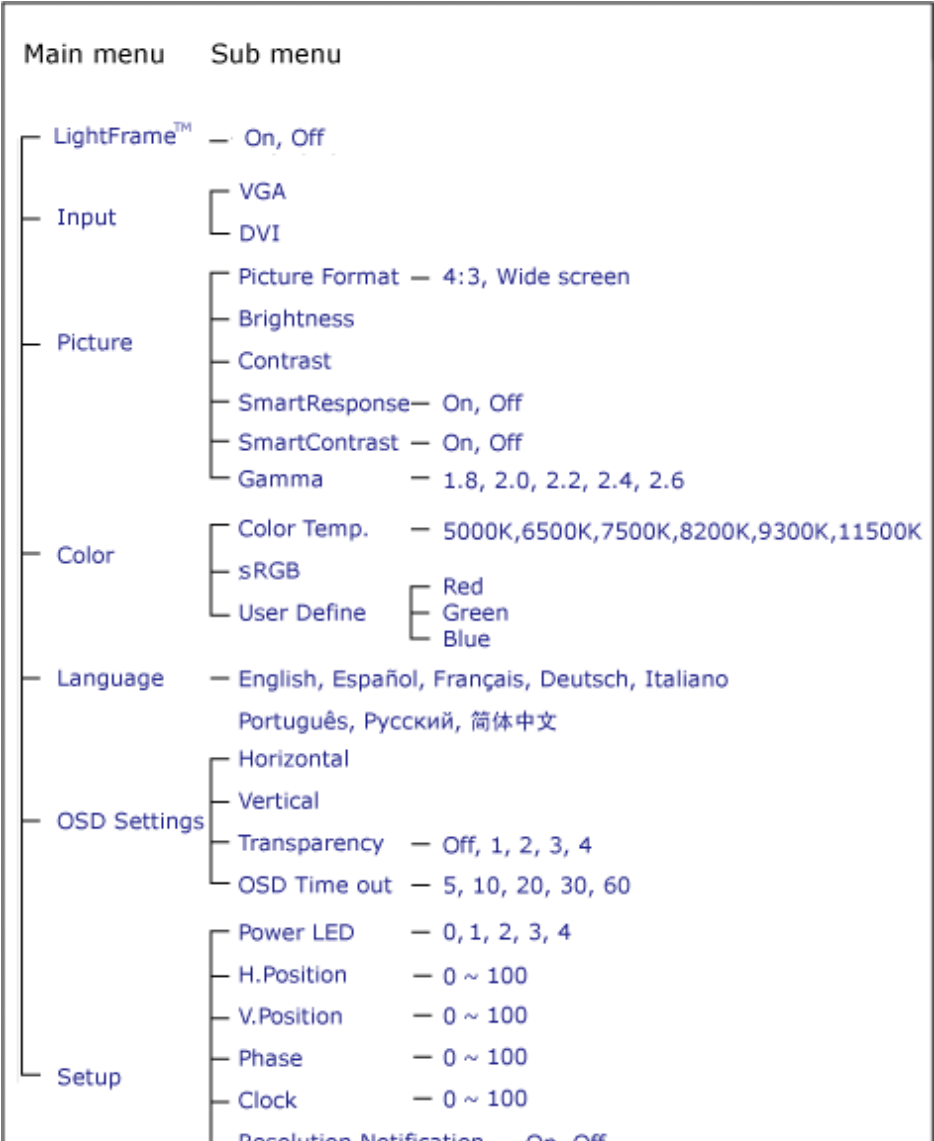 Main menu Sub menu
LightFrame™ On, Off
Input
VGA
DVI
Picture
Picture Format 4:3, Wide screen
Brightness
Contrast
SmartResponse On, Off
SmartContrast On, Off
Gamma 1.8, 2.0, 2.2, 2.4, 2.6
Color
Color Temp. 5000K,6500K,7500K,8200K,9300K,11500K
sRGB
User Define
Red
Green
Blue
Language English, Español, Français, Deutsch, Italiano
Português, Русский, 简体中文
OSD Settings
Horizontal
Vertical
Transparency Off, 1, 2, 3, 4
OSD Time out 5, 10, 20, 30, 60
Setup
Power LED 0, 1, 2, 3, 4
H.Position 0 ~ 100
V.Position 0 ~ 100
Phase 0 ~ 100
Clock 0 ~ 100
Resolution Notification On, Off